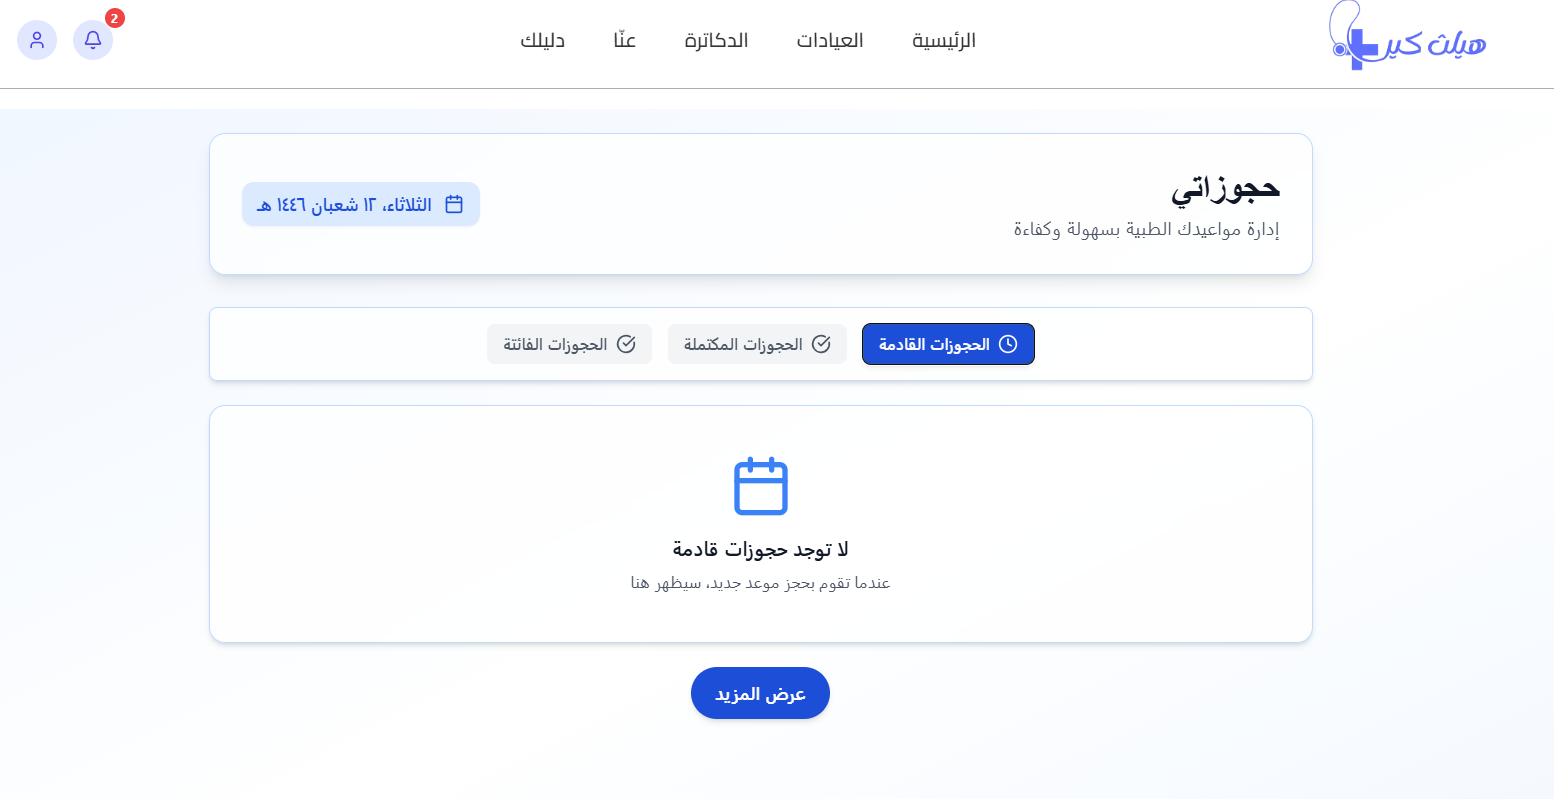 هيلث كير
الرئيسية
العيادات
الدكاترة
عنّا
دليلك
2
حجوزاتي
إدارة مواعيدك الطبية بسهولة وكفاءة
الثلاثاء، ١٢ شعبان ١٤٤٦ هـ
الحجوزات القادمة
الحجوزات المكتملة
الحجوزات الفائتة
لا توجد حجوزات قادمة
عندما تقوم بحجز موعد جديد، سيظهر هنا
عرض المزيد